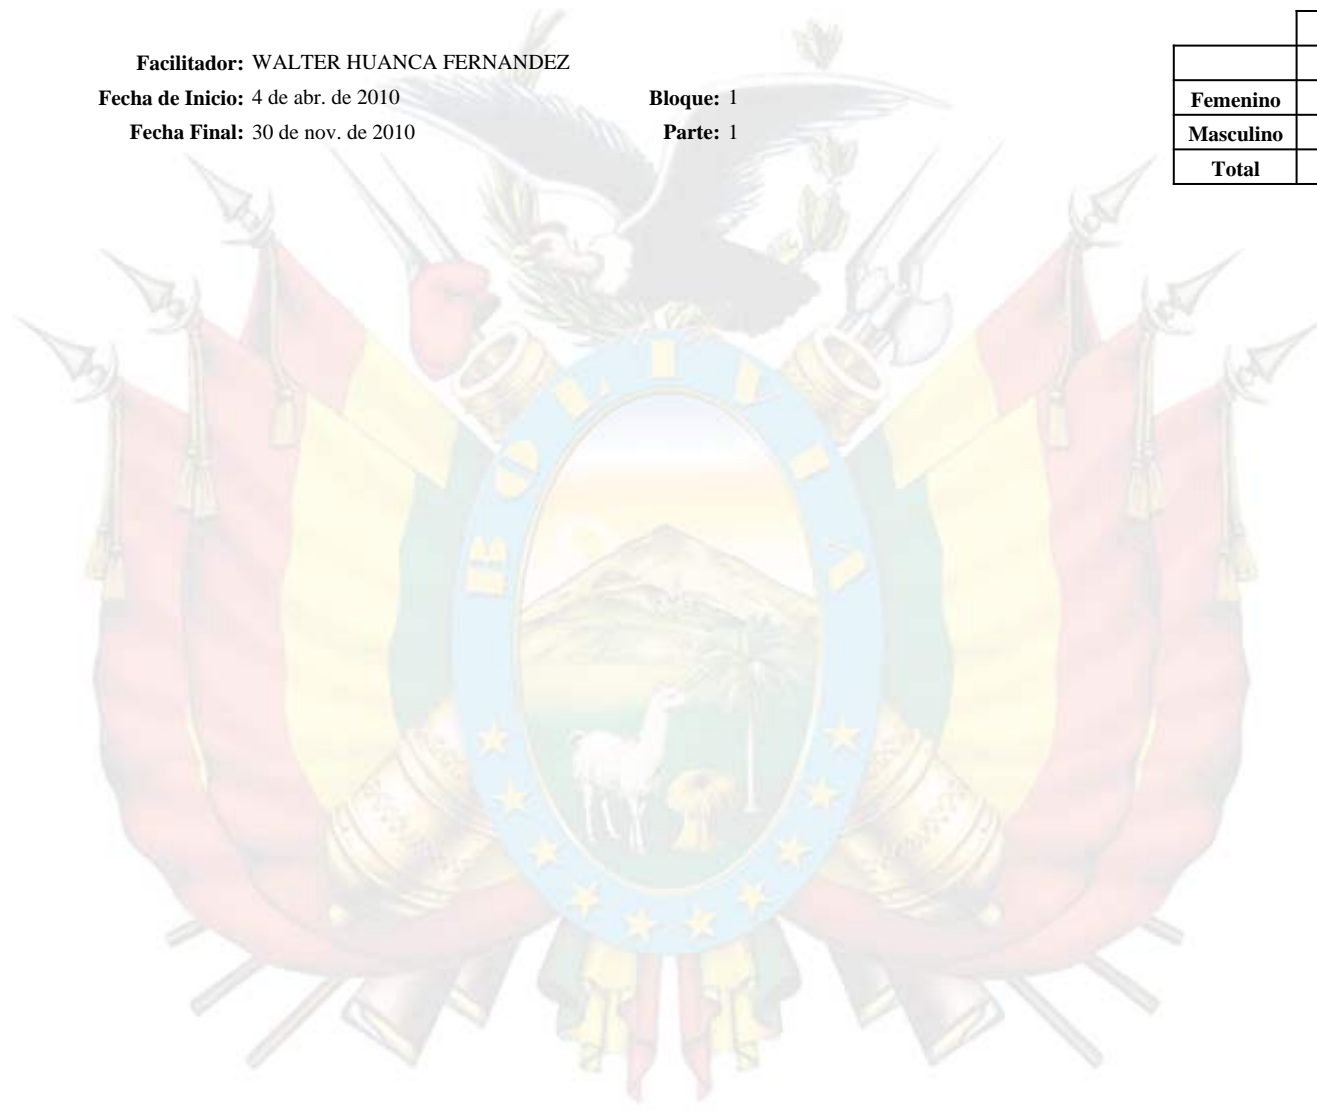 Facilitador: WALTER HUANCA FERNANDEZ
Fecha de Inicio: 4 de abr. de 2010 Bloque: 1
Fecha Final: 30 de nov. de 2010 Parte: 1
Femenino
Masculino
Total
BOLIVIA